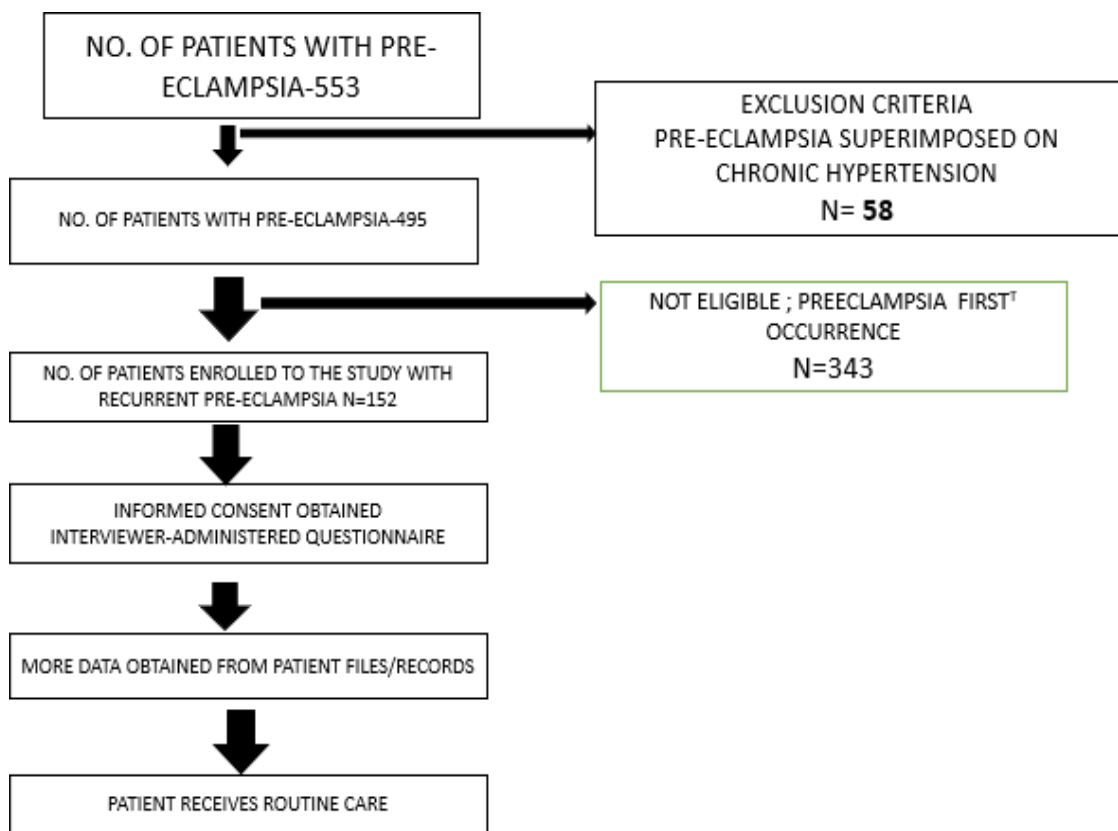 NO. OF PATIENTS WITH PRE-
ECLAMPSIA-553
EXCLUSION CRITERIA
PRE-ECLAMPSIA SUPERIMPOSED ON
CHRONIC HYPERTENSION
N= 58
NO. OF PATIENTS WITH PRE-ECLAMPSIA-495
NOT ELIGIBLE ; PREECLAMPSIA FIRSTᵀ
OCCURRENCE
N=343
NO. OF PATIENTS ENROLLED TO THE STUDY WITH
RECURRENT PRE-ECLAMPSIA N=152
INFORMED CONSENT OBTAINED
INTERVIEWER-ADMINISTERED QUESTIONNAIRE
MORE DATA OBTAINED FROM PATIENT FILES/RECORDS
PATIENT RECEIVES ROUTINE CARE